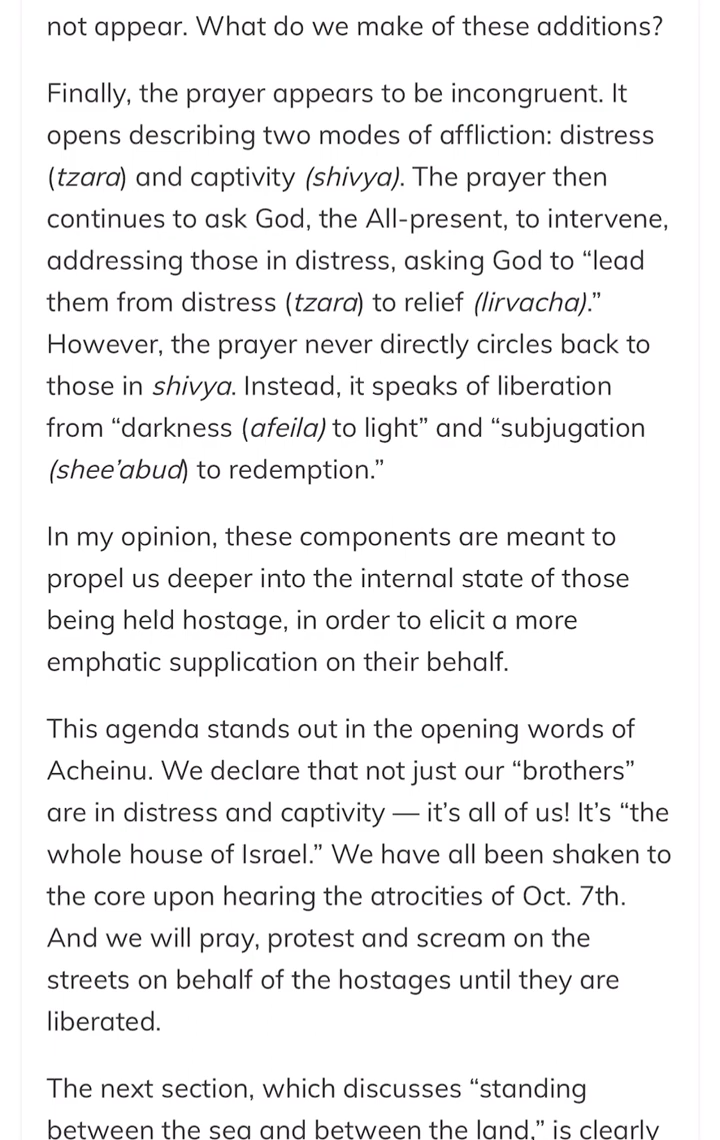 not appear. What do we make of these additions?
Finally, the prayer appears to be incongruent. It
opens describing two modes of affliction: distress
(tzara) and captivity (shivya). The prayer then
continues to ask God, the All-present, to intervene,
addressing those in distress, asking God to “lead
them from distress (tzara) to relief (lirvacha).”
However, the prayer never directly circles back to
those in shivya. Instead, it speaks of liberation
from “darkness (afeila) to light” and “subjugation
(shee’abud) to redemption.”
In my opinion, these components are meant to
propel us deeper into the internal state of those
being held hostage, in order to elicit a more
emphatic supplication on their behalf.
This agenda stands out in the opening words of
Acheinu. We declare that not just our “brothers”
are in distress and captivity — it’s all of us! It’s “the
whole house of Israel.” We have all been shaken to
the core upon hearing the atrocities of Oct. 7th.
And we will pray, protest and scream on the
streets on behalf of the hostages until they are
liberated.
The next section, which discusses “standing
between the sea and between the land,” is clearly